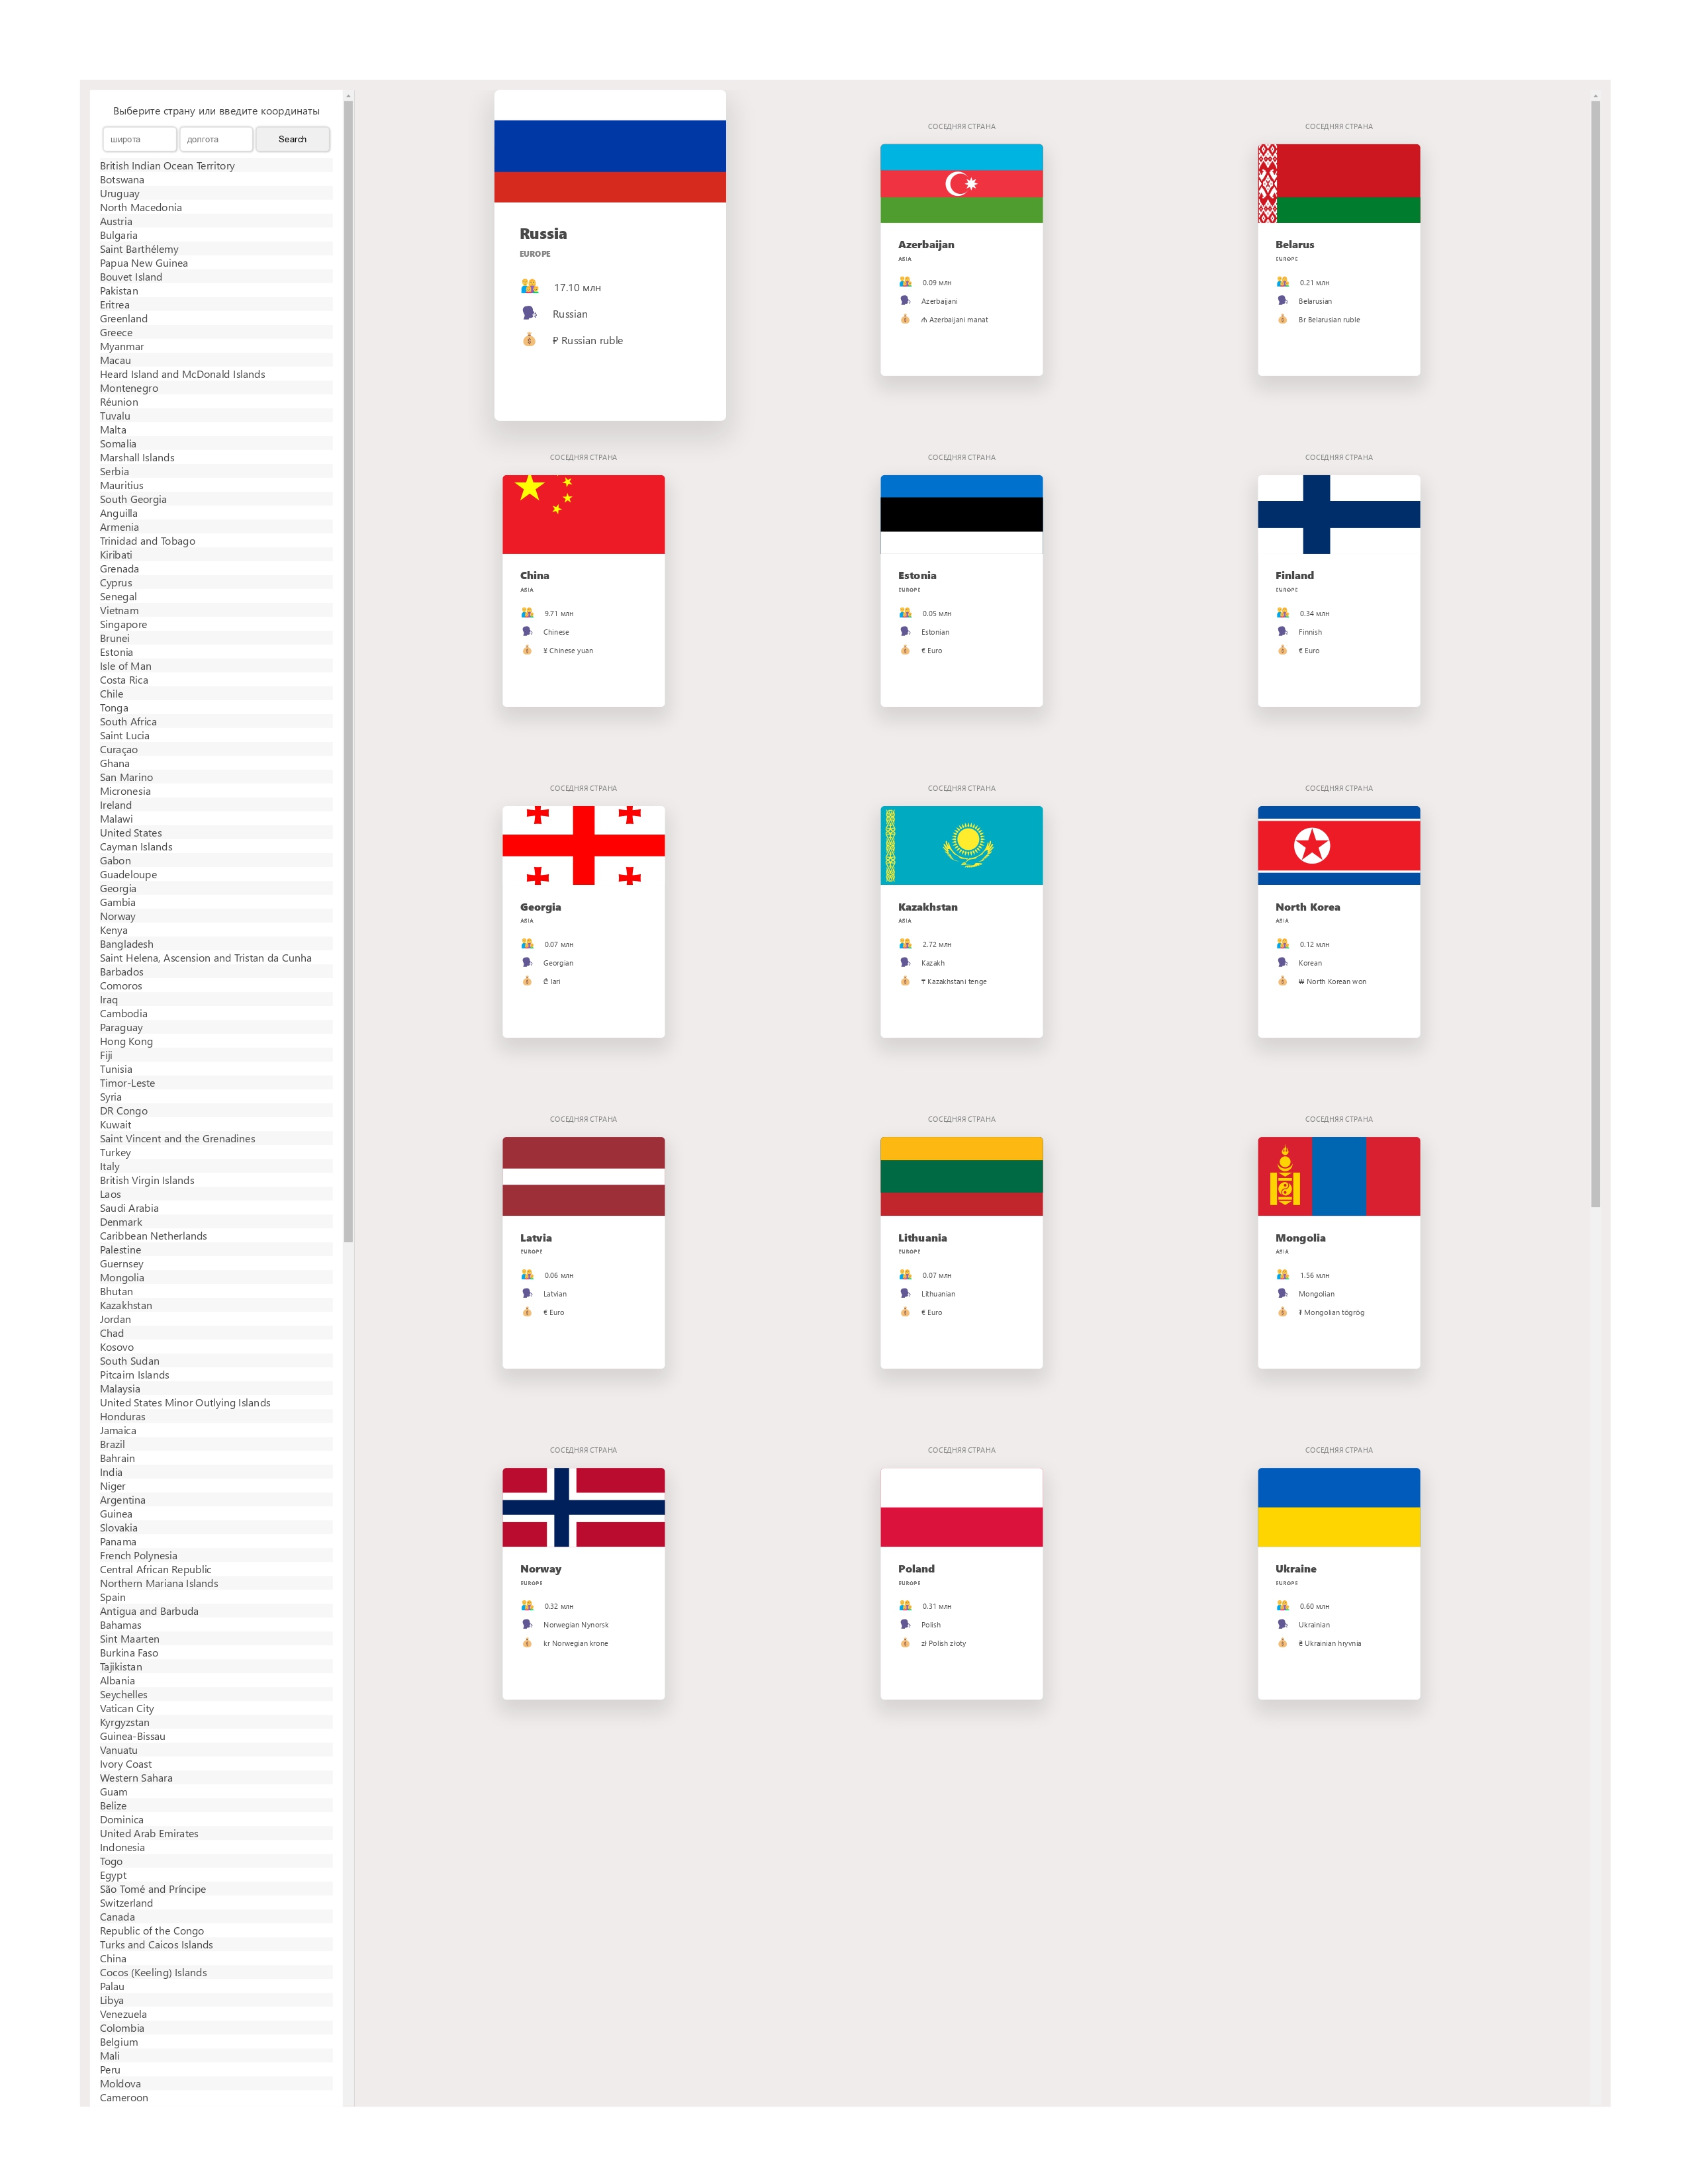 Выберите страну или введите координаты
широта
долгота
Search
British Indian Ocean Territory
Botswana
Uruguay
North Macedonia
Austria
Bulgaria
Saint Barthélemy
Papua New Guinea
Bouvet Island
Pakistan
Eritrea
Greenland
Greece
Myanmar
Macau
Heard Island and McDonald Islands
Montenegro
Réunion
Tuvalu
Malta
Somalia
Marshall Islands
Serbia
Mauritius
South Georgia
Anguilla
Armenia
Trinidad and Tobago
Kiribati
Grenada
Cyprus
Senegal
Vietnam
Singapore
Brunei
Estonia
Isle of Man
Costa Rica
Chile
Tonga
South Africa
Saint Lucia
Curaçao
Ghana
San Marino
Micronesia
Ireland
Malawi
United States
Cayman Islands
Gabon
Guadeloupe
Georgia
Gambia
Norway
Kenya
Bangladesh
Saint Helena, Ascension and Tristan da Cunha
Barbados
Comoros
Iraq
Cambodia
Paraguay
Hong Kong
Fiji
Tunisia
Timor-Leste
Syria
DR Congo
Kuwait
Saint Vincent and the Grenadines
Turkey
Italy
British Virgin Islands
Laos
Saudi Arabia
Denmark
Caribbean Netherlands
Palestine
Guernsey
Mongolia
Bhutan
Kazakhstan
Jordan
Chad
Kosovo
South Sudan
Pitcairn Islands
Malaysia
United States Minor Outlying Islands
Honduras
Jamaica
Brazil
Bahrain
India
Niger
Argentina
Guinea
Slovakia
Panama
French Polynesia
Central African Republic
Northern Mariana Islands
Spain
Antigua and Barbuda
Bahamas
Sint Maarten
Burkina Faso
Tajikistan
Albania
Seychelles
Vatican City
Kyrgyzstan
Guinea-Bissau
Vanuatu
Ivory Coast
Western Sahara
Guam
Belize
Dominica
United Arab Emirates
Indonesia
Togo
Egypt
São Tomé and Príncipe
Switzerland
Canada
Republic of the Congo
Turks and Caicos Islands
China
Cocos (Keeling) Islands
Palau
Libya
Venezuela
Colombia
Belgium
Mali
Peru
Moldova
Cameroon
Russia
EUROPE
17.10 млн
Russian
₽ Russian ruble
СОСЕДНЯЯ СТРАНА
Azerbaijan
ASIA
0.09 млн
Azerbaijani
₼ Azerbaijani manat
СОСЕДНЯЯ СТРАНА
Belarus
EUROPE
0.21 млн
Belarusian
Br Belarusian ruble
СОСЕДНЯЯ СТРАНА
China
ASIA
9.71 млн
Chinese
¥ Chinese yuan
СОСЕДНЯЯ СТРАНА
Estonia
EUROPE
0.05 млн
Estonian
€ Euro
СОСЕДНЯЯ СТРАНА
Finland
EUROPE
0.34 млн
Finnish
€ Euro
СОСЕДНЯЯ СТРАНА
Georgia
ASIA
0.07 млн
Georgian
₾ lari
СОСЕДНЯЯ СТРАНА
Kazakhstan
ASIA
2.72 млн
Kazakh
₸ Kazakhstani tenge
СОСЕДНЯЯ СТРАНА
North Korea
ASIA
0.12 млн
Korean
₩ North Korean won
СОСЕДНЯЯ СТРАНА
Latvia
EUROPE
0.06 млн
Latvian
€ Euro
СОСЕДНЯЯ СТРАНА
Lithuania
EUROPE
0.07 млн
Lithuanian
€ Euro
СОСЕДНЯЯ СТРАНА
Mongolia
ASIA
1.56 млн
Mongolian
₮ Mongolian tögrög
СОСЕДНЯЯ СТРАНА
Norway
EUROPE
0.32 млн
Norwegian Nynorsk
kr Norwegian krone
СОСЕДНЯЯ СТРАНА
Poland
EUROPE
0.31 млн
Polish
zł Polish złoty
СОСЕДНЯЯ СТРАНА
Ukraine
EUROPE
0.60 млн
Ukrainian
₴ Ukrainian hryvnia